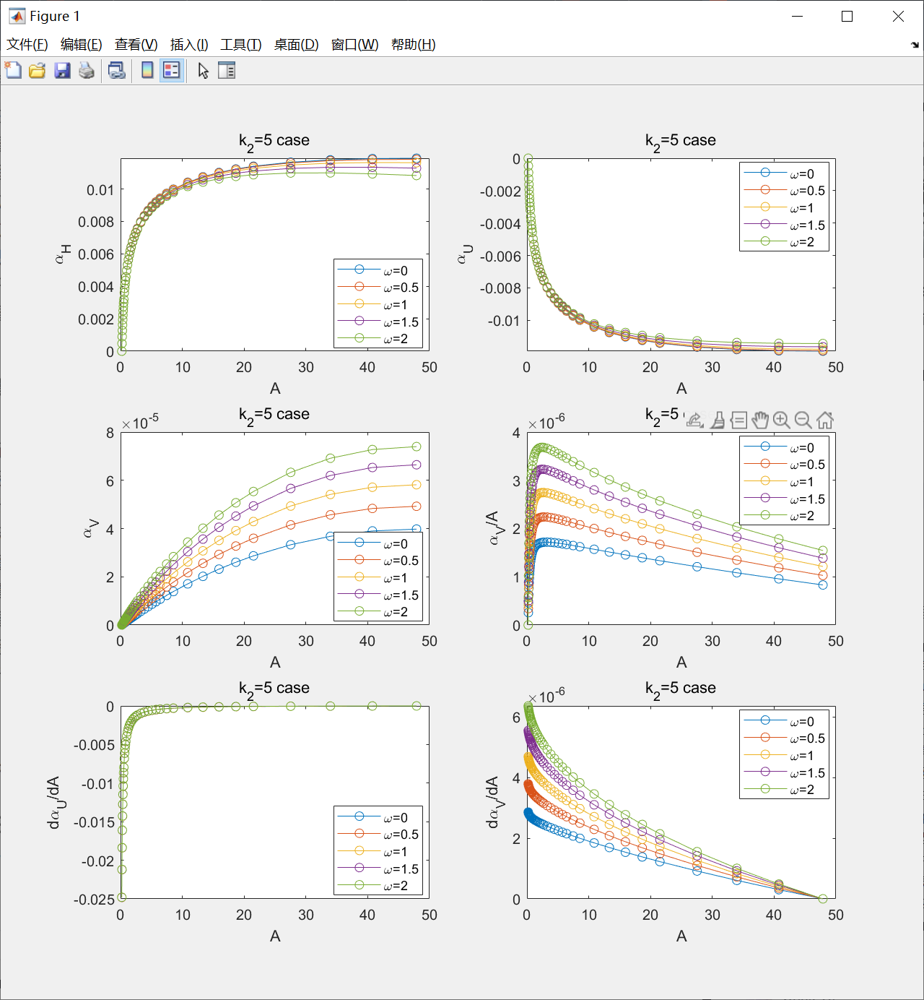 Figure 1
文件(F) 编辑(E) 查看(V) 插入(I) 工具(T) 桌面(D) 窗口(W) 帮助(H)
k2=5 case
0.01
0.008
0.006
0.004
0.002
0
αH
ω=0
ω=0.5
ω=1
ω=1.5
ω=2
0 10 20 30 40 50
A
k2=5 case
0
-0.002
-0.004
-0.006
-0.008
-0.01
αU
ω=0
ω=0.5
ω=1
ω=1.5
ω=2
0 10 20 30 40 50
A
k2=5 case
×10-5
8
6
4
2
0
αV
ω=0
ω=0.5
ω=1
ω=1.5
ω=2
0 10 20 30 40 50
A
k2=5
×10-6
4
3
2
1
0
αV/A
ω=0
ω=0.5
ω=1
ω=1.5
ω=2
0 10 20 30 40 50
A
k2=5 case
0
-0.005
-0.01
-0.015
-0.02
-0.025
dαU/dA
ω=0
ω=0.5
ω=1
ω=1.5
ω=2
0 10 20 30 40 50
A
k2=5 case
×10-6
6
4
2
0
dαV/dA
ω=0
ω=0.5
ω=1
ω=1.5
ω=2
0 10 20 30 40 50
A